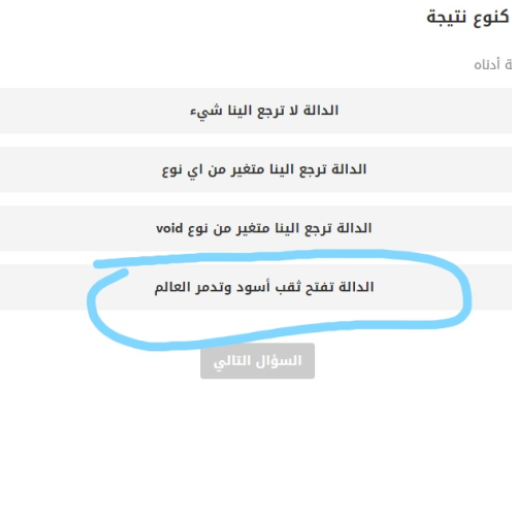 كنوع نتيجة
ة أدناه
الدالة لا ترجع الينا شيء
الدالة ترجع الينا متغير من اي نوع
الدالة ترجع الينا متغير من نوع void
الدالة تفتح ثقب أسود وتدمر العالم
السؤال التالي